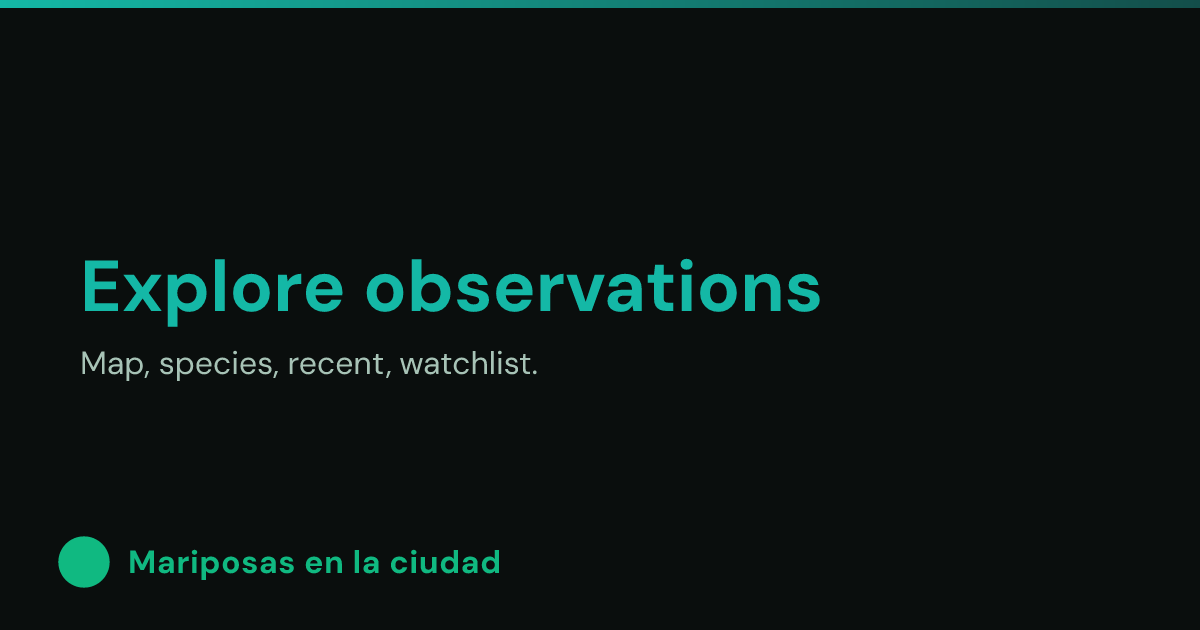 Explore observations
Map, species, recent, watchlist.
Mariposas en la ciudad